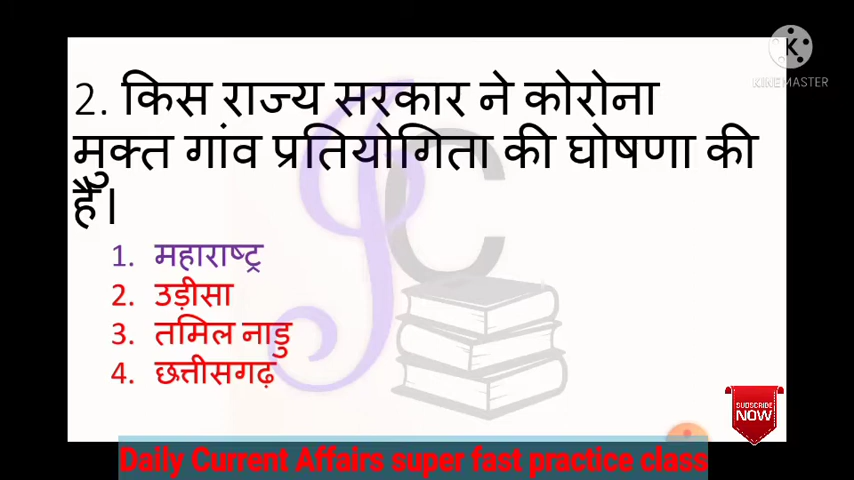 K
KINEMASTER
2. किस राज्य सरकार ने कोरोना
मुक्त गांव प्रतियोगिता की घोषणा की
हैं।
1. महाराष्ट्र
2. उड़ीसा
3. तमिल नाडु
4. छत्तीसगढ़
JC
SUBSCRIBE
NOW
Daily Current Affairs super fast practice class